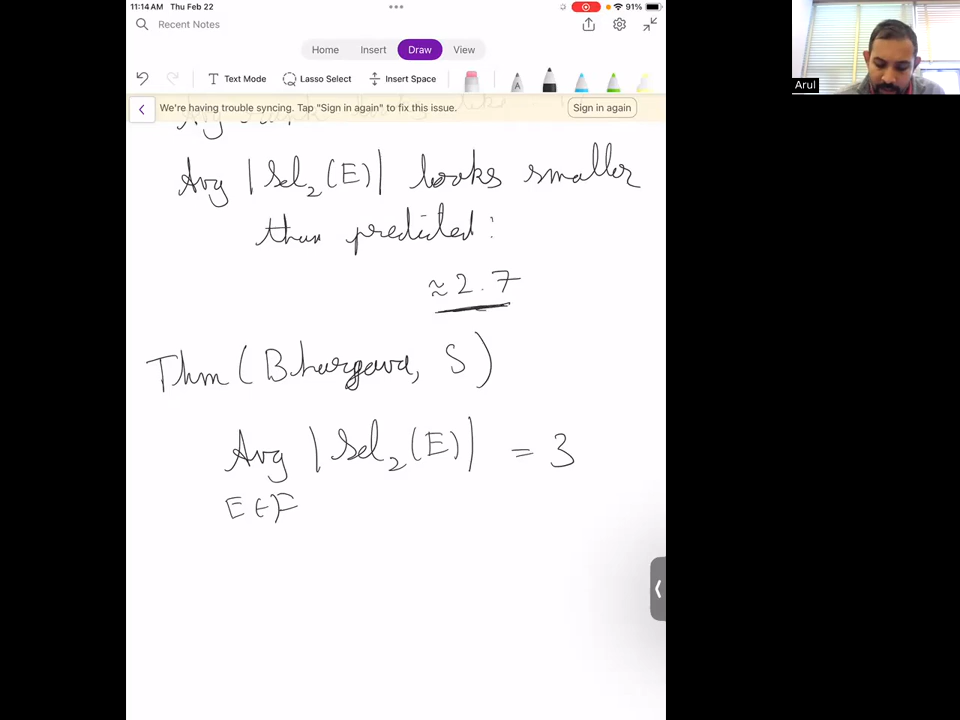 11:14 AM Thu Feb 22
91%
Recent Notes
Home Insert Draw View
Text Mode Lasso Select Insert Space
We're having trouble syncing. Tap "Sign in again" to fix this issue. Sign in again
Arul
Avg |Sel₂(E)| looks smaller
than predicted:
≈ 2.7
Thm (Bhargava, S)
Avg |Sel₂(E)| = 3
E∈F